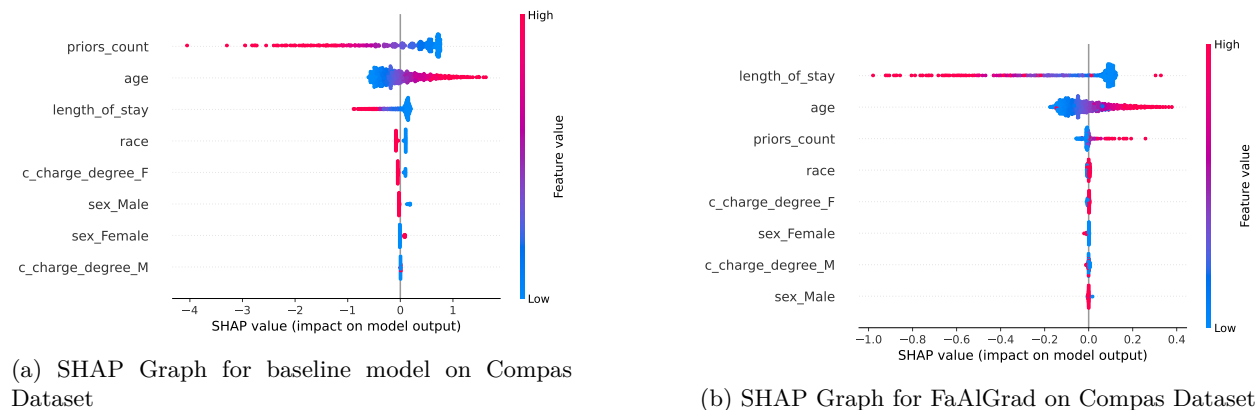 High
priors_count
age
length_of_stay
race
c_charge_degree_F
sex_Male
sex_Female
c_charge_degree_M
Feature value
Low
−4 −3 −2 −1 0 1
SHAP value (impact on model output)
(a) SHAP Graph for baseline model on Compas
Dataset
High
length_of_stay
age
priors_count
race
c_charge_degree_F
sex_Female
c_charge_degree_M
sex_Male
Feature value
Low
−1.0 −0.8 −0.6 −0.4 −0.2 0.0 0.2 0.4
SHAP value (impact on model output)
(b) SHAP Graph for FaAlGrad on Compas Dataset